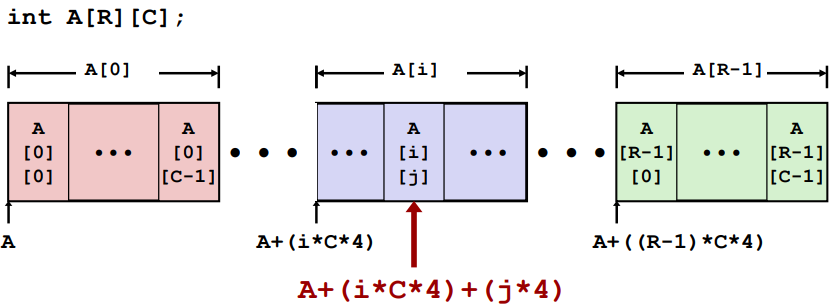 int A[R][C];
A[0] A[i] A[R-1]
A ••• A • • • ••• A ••• • • • A ••• A
[0] [0] [i] [R-1] [R-1]
[0] [C-1] [j] [0] [C-1]
A A+(i*C*4) A+((R-1)*C*4)
A+(i*C*4)+(j*4)